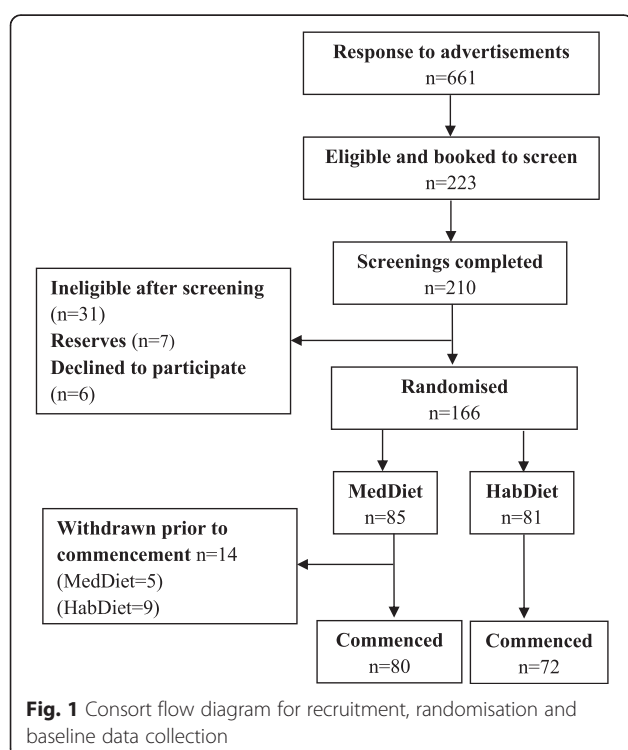 Response to advertisements
n=661
Eligible and booked to screen
n=223
Screenings completed
n=210
Ineligible after screening
(n=31)
Reserves (n=7)
Declined to participate
(n=6)
Randomised
n=166
MedDiet
n=85
HabDiet
n=81
Withdrawn prior to
commencement n=14
(MedDiet=5)
(HabDiet=9)
Commenced
n=80
Commenced
n=72
Fig. 1 Consort flow diagram for recruitment, randomisation and
baseline data collection